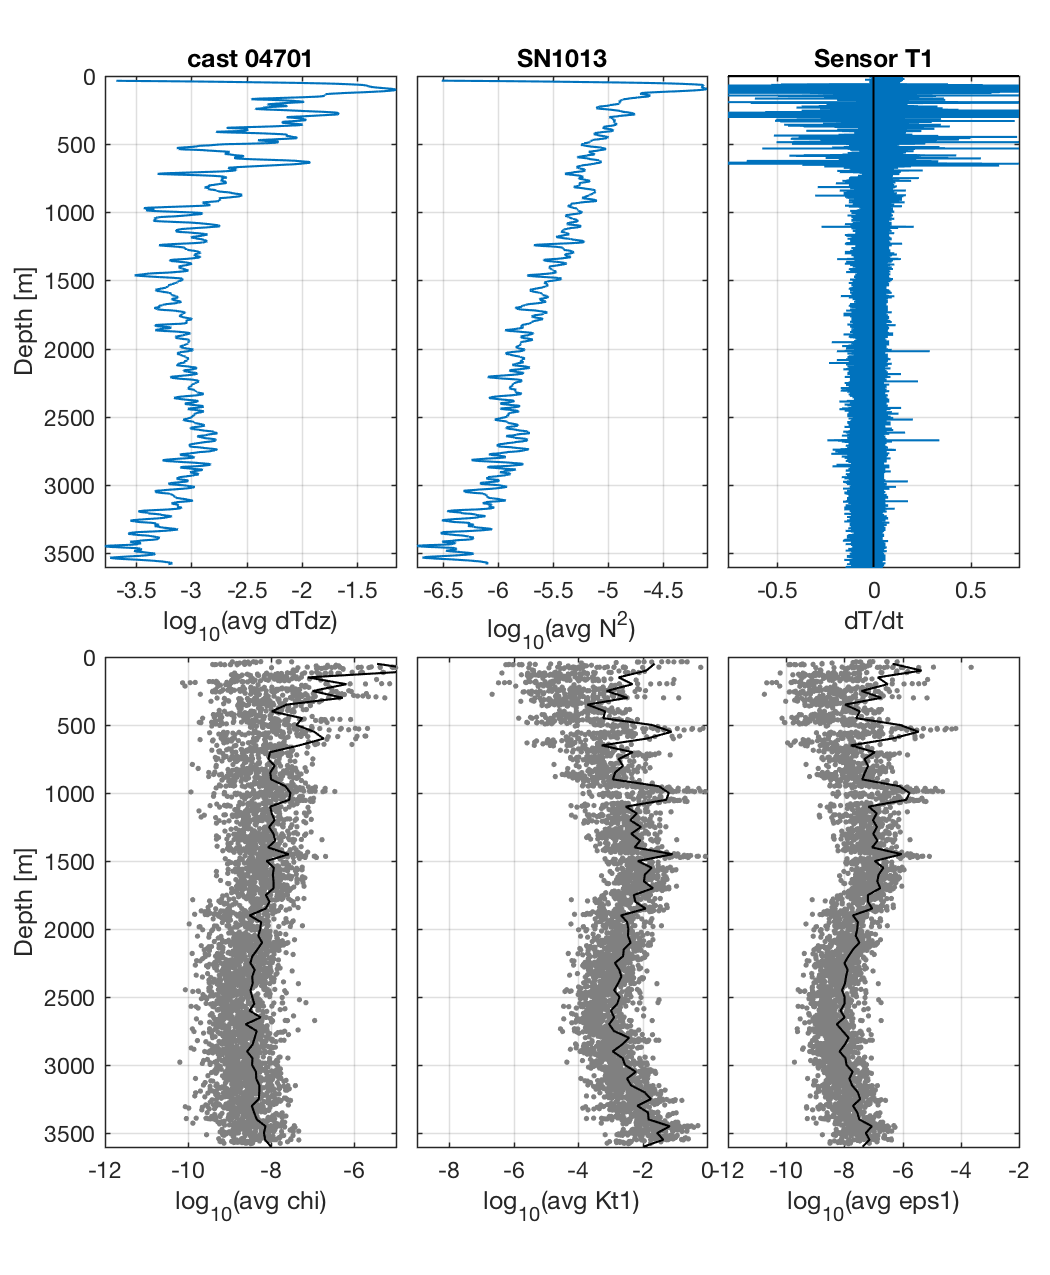 cast 04701 SN1013 Sensor T1
0
500
1000
1500
2000
2500
3000
3500
Depth [m]
-3.5 -3 -2.5 -2 -1.5 -6.5 -6 -5.5 -5 -4.5 -0.5 0 0.5
log10(avg dTdz) log10(avg N2) dT/dt
0
500
1000
1500
2000
2500
3000
3500
Depth [m]
-12 -10 -8 -6 -8 -6 -4 -2 0 -12 -10 -8 -6 -4 -2
log10(avg chi) log10(avg Kt1) log10(avg eps1)